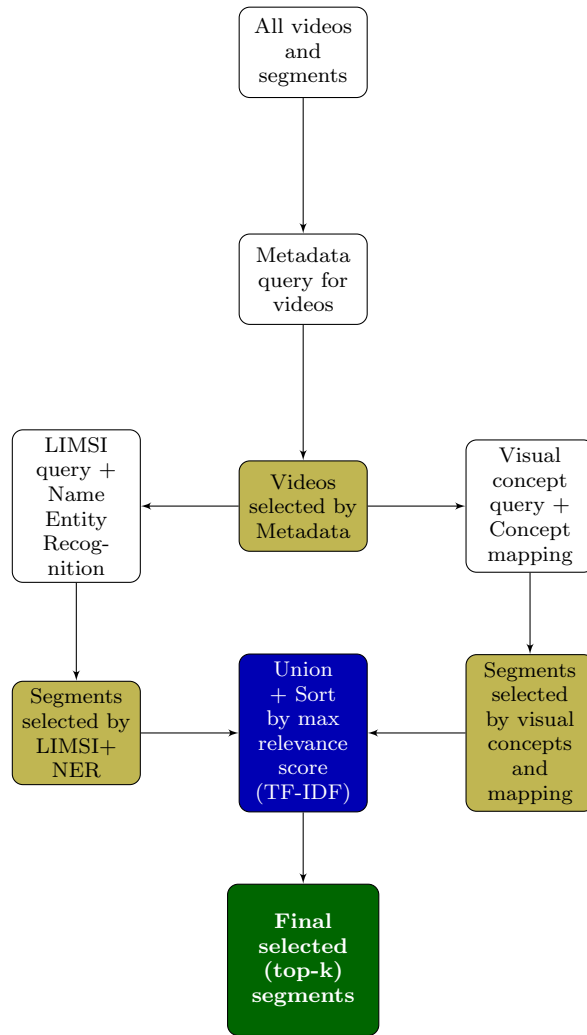 All videos
and
segments
Metadata
query for
videos
LIMSI
query +
Name
Entity
Recog-
nition
Videos
selected by
Metadata
Visual
concept
query +
Concept
mapping
Segments
selected by
LIMSI+
NER
Union
+ Sort
by max
relevance
score
(TF-IDF)
Segments
selected
by visual
concepts
and
mapping
Final
selected
(top-k)
segments